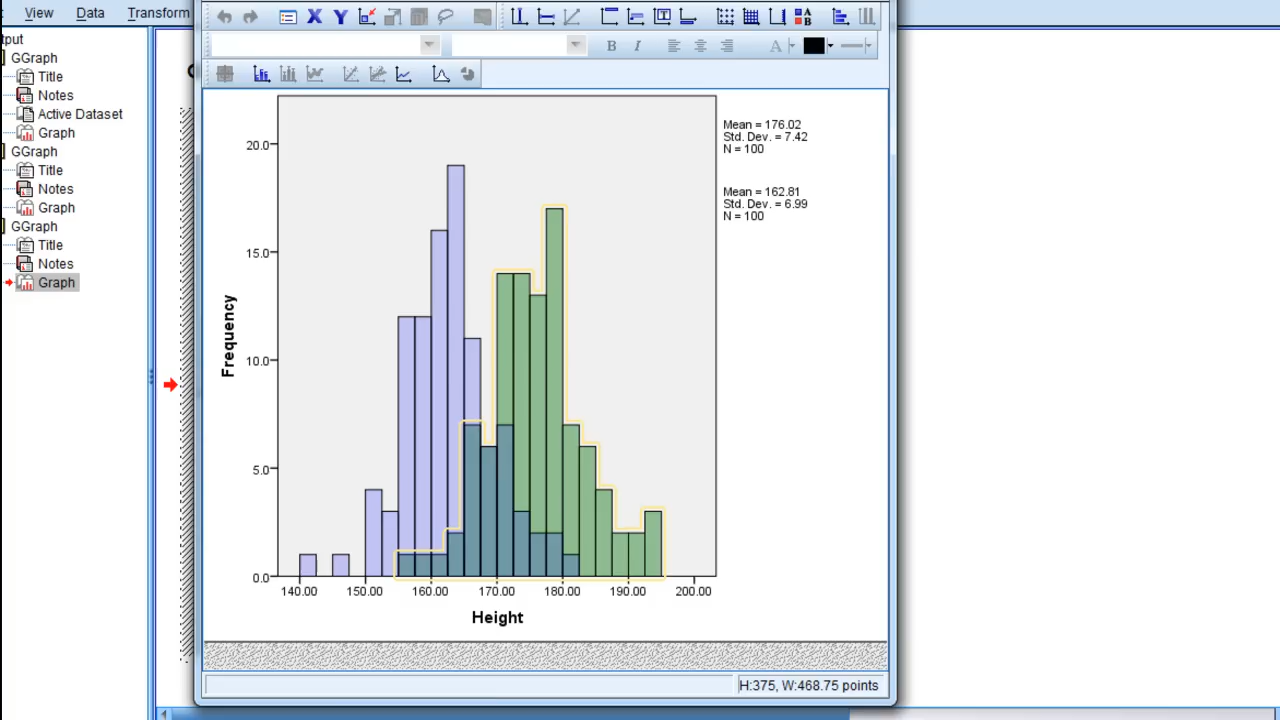 View Data Transform
tput
GGraph
Title
Notes
Active Dataset
Graph
GGraph
Title
Notes
Graph
GGraph
Title
Notes
Graph
X Y T A B
B I A
Mean = 176.02
Std. Dev. = 7.42
N = 100
Mean = 162.81
Std. Dev. = 6.99
N = 100
Frequency
20.0
15.0
10.0
5.0
0.0
140.00 150.00 160.00 170.00 180.00 190.00 200.00
Height
H:375, W:468.75 points